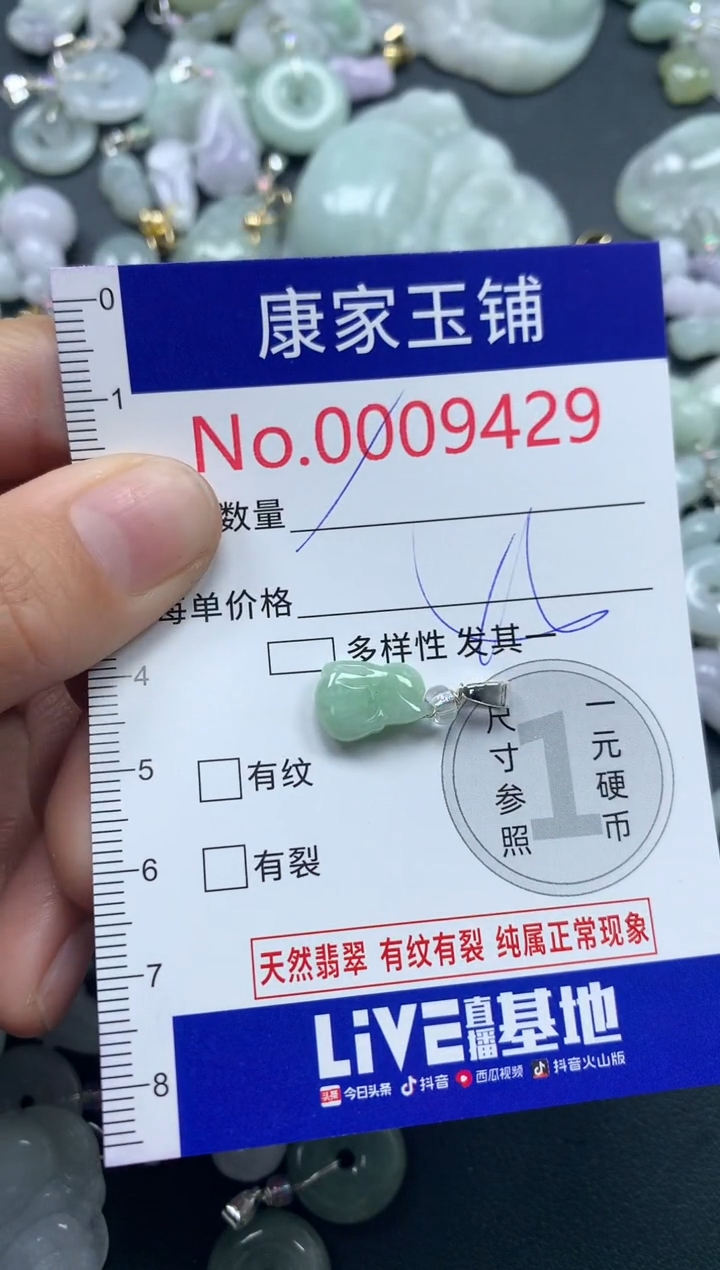 康家玉铺
No.0009429
数量
每单价格
多样性 发其一
尺寸参照
一元硬币
1
有纹
有裂
天然翡翠 有纹有裂 纯属正常现象
LiVE直播基地
头条 今日头条 抖音 西瓜视频 抖音火山版
0
1
4
5
6
7
8